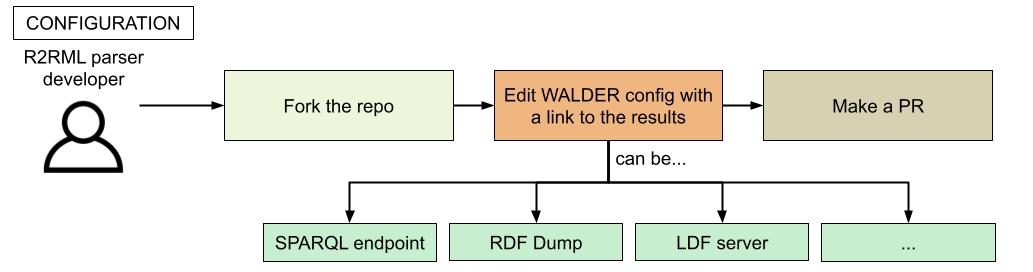 CONFIGURATION
R2RML parser
developer
Fork the repo
Edit WALDER config with
a link to the results
Make a PR
can be...
SPARQL endpoint
RDF Dump
LDF server
...